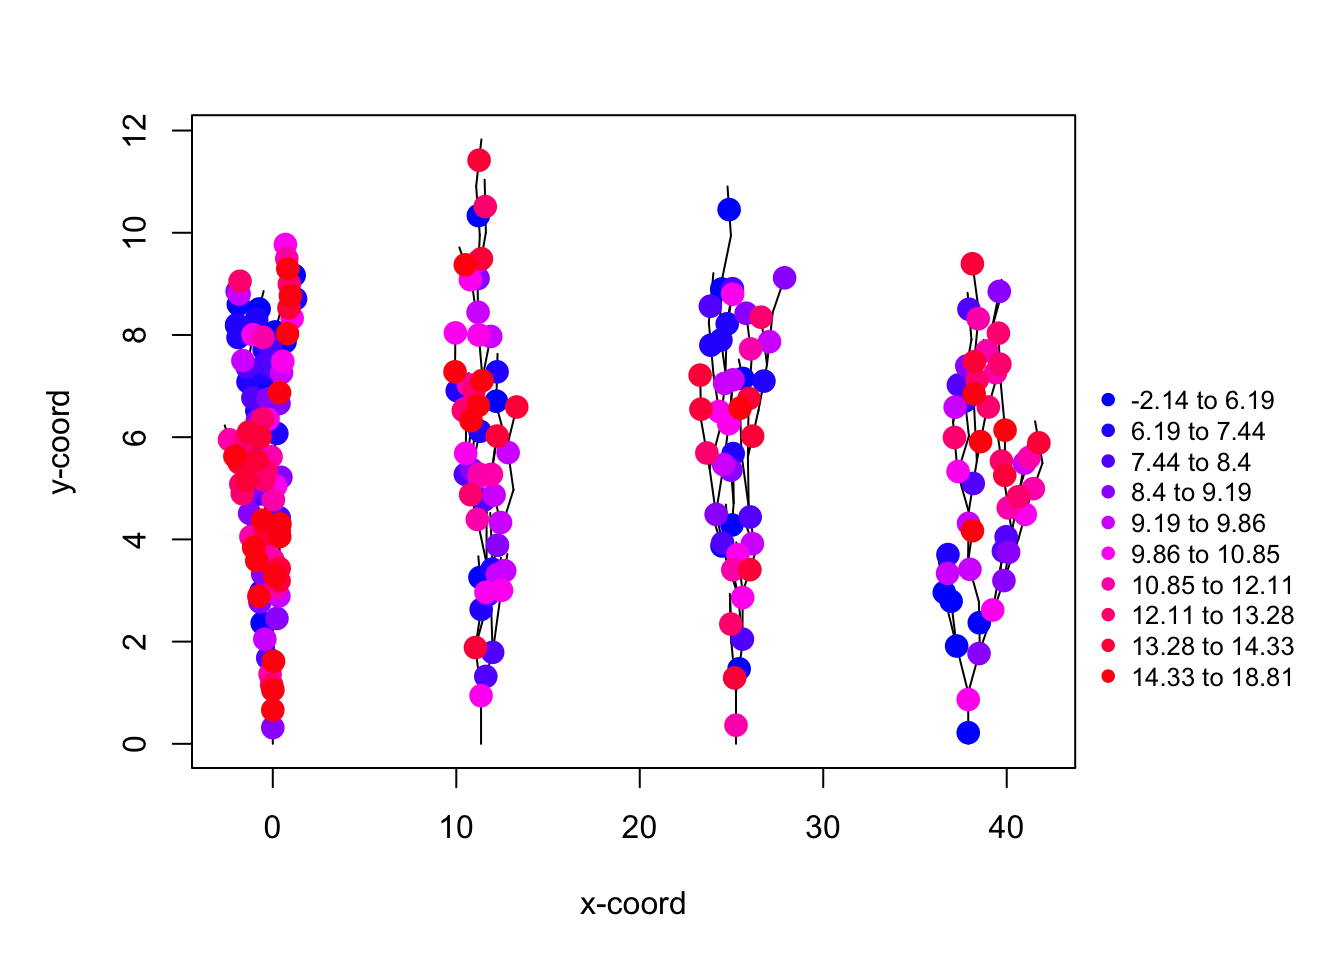 12
10
8
6
4
2
0
y-coord
0 10 20 30 40
x-coord
-2.14 to 6.19
6.19 to 7.44
7.44 to 8.4
8.4 to 9.19
9.19 to 9.86
9.86 to 10.85
10.85 to 12.11
12.11 to 13.28
13.28 to 14.33
14.33 to 18.81